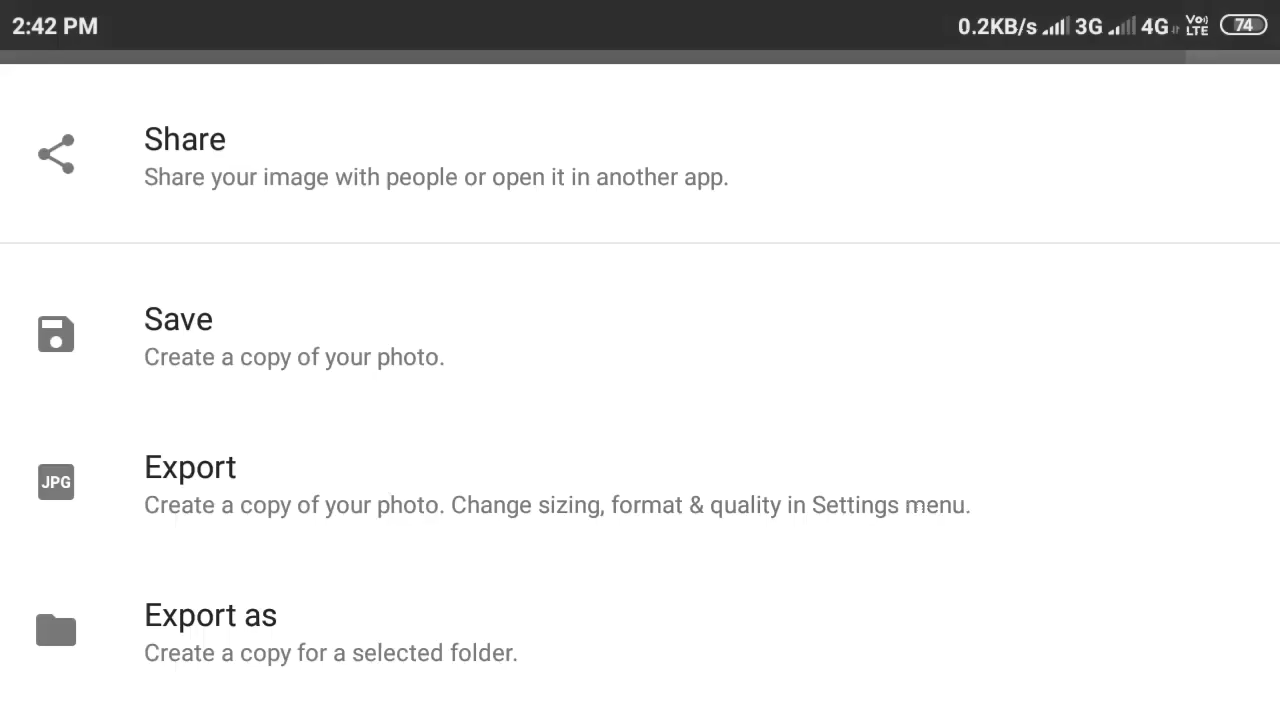 2:42 PM 0.2KB/s 3G 4G Vo) LTE 74
Share
Share your image with people or open it in another app.
Save
Create a copy of your photo.
JPG
Export
Create a copy of your photo. Change sizing, format & quality in Settings menu.
Export as
Create a copy for a selected folder.